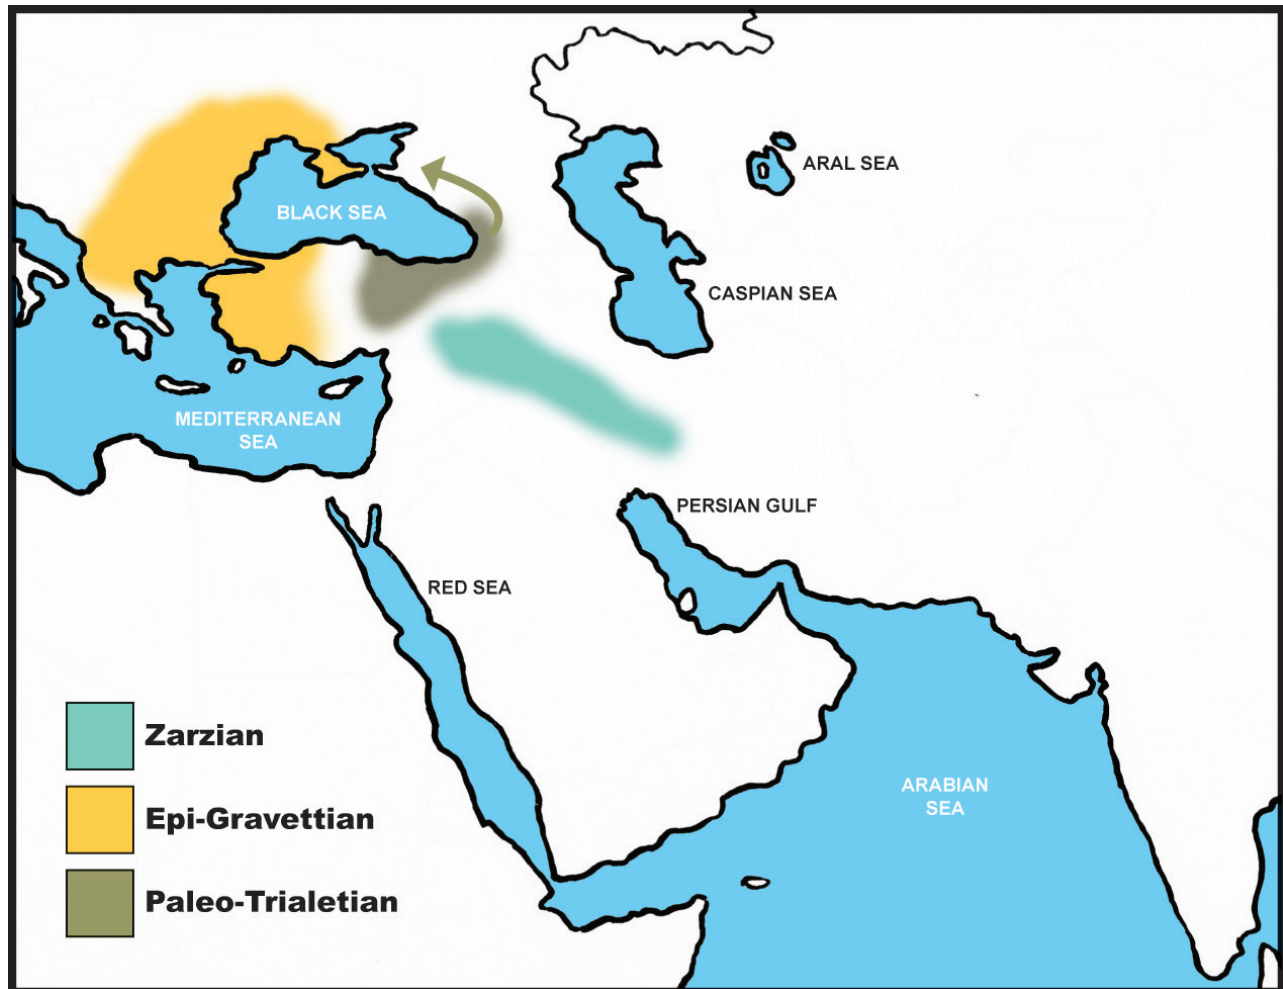 ARAL SEA
BLACK SEA
CASPIAN SEA
MEDITERRANEAN
SEA
PERSIAN GULF
RED SEA
Zarzian
ARABIAN
SEA
Epi-Gravettian
Paleo-Trialetian